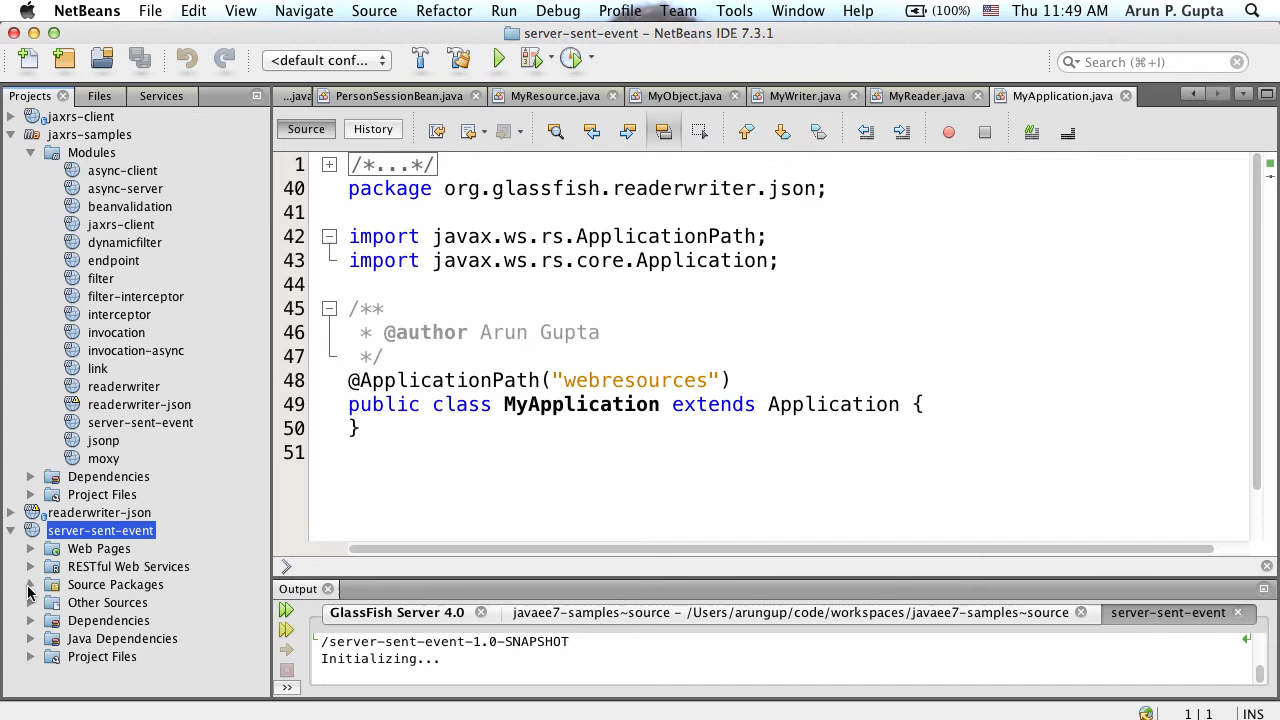 NetBeans File Edit View Navigate Source Refactor Run Debug Profile Team Tools Window Help (100%) Thu 11:49 AM Arun P. Gupta
server-sent-event – NetBeans IDE 7.3.1
<default conf... Search (⌘+I)
Projects Files Services
...java PersonSessionBean.java MyResource.java MyObject.java MyWriter.java MyReader.java MyApplication.java
Source History
jaxrs-client
jaxrs-samples
Modules
async-client
async-server
beanvalidation
jaxrs-client
dynamicfilter
endpoint
filter
filter-interceptor
interceptor
invocation
invocation-async
link
readerwriter
readerwriter-json
server-sent-event
jsonp
moxy
Dependencies
Project Files
readerwriter-json
server-sent-event
Web Pages
RESTful Web Services
Source Packages
Other Sources
Dependencies
Java Dependencies
Project Files
1 /*...*/
40 package org.glassfish.readerwriter.json;
41
42 import javax.ws.rs.ApplicationPath;
43 import javax.ws.rs.core.Application;
44
45 /**
46  * @author Arun Gupta
47  */
48 @ApplicationPath("webresources")
49 public class MyApplication extends Application {
50 }
51
Output
GlassFish Server 4.0 javaee7-samples~source – /Users/arungup/code/workspaces/javaee7-samples~source server-sent-event
/server-sent-event-1.0-SNAPSHOT
Initializing...
1 | 1 INS